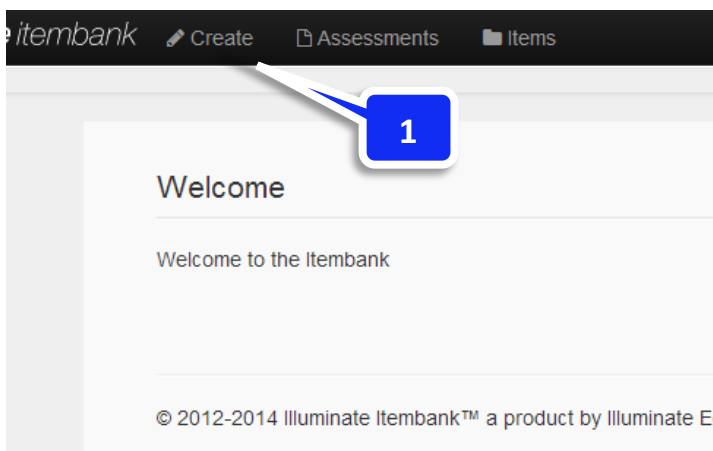 itembank Create Assessments Items
1
Welcome
Welcome to the Itembank
© 2012-2014 Illuminate Itembank™ a product by Illuminate E